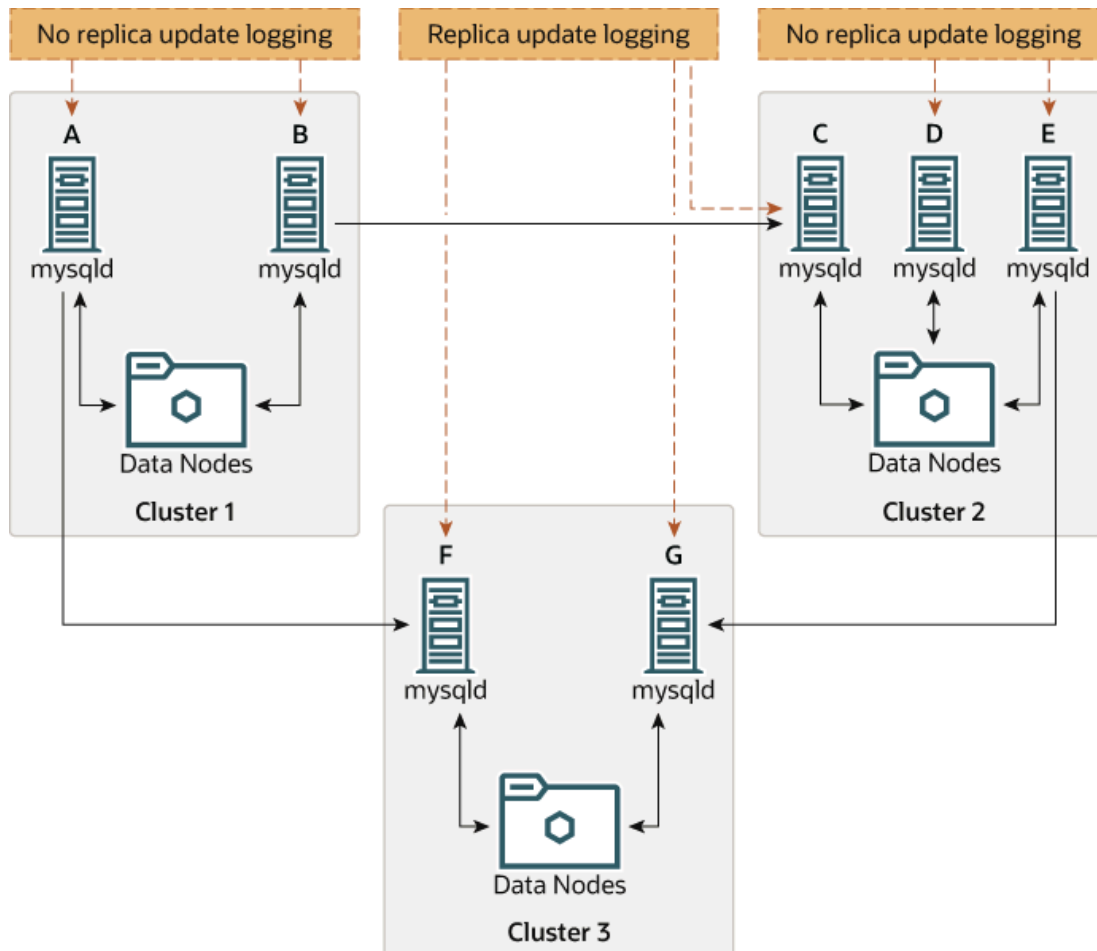 No replica update logging
Replica update logging
No replica update logging
A
B
C
D
E
mysqld
mysqld
mysqld
mysqld
mysqld
Data Nodes
Data Nodes
Cluster 1
Cluster 2
F
G
mysqld
mysqld
Data Nodes
Cluster 3